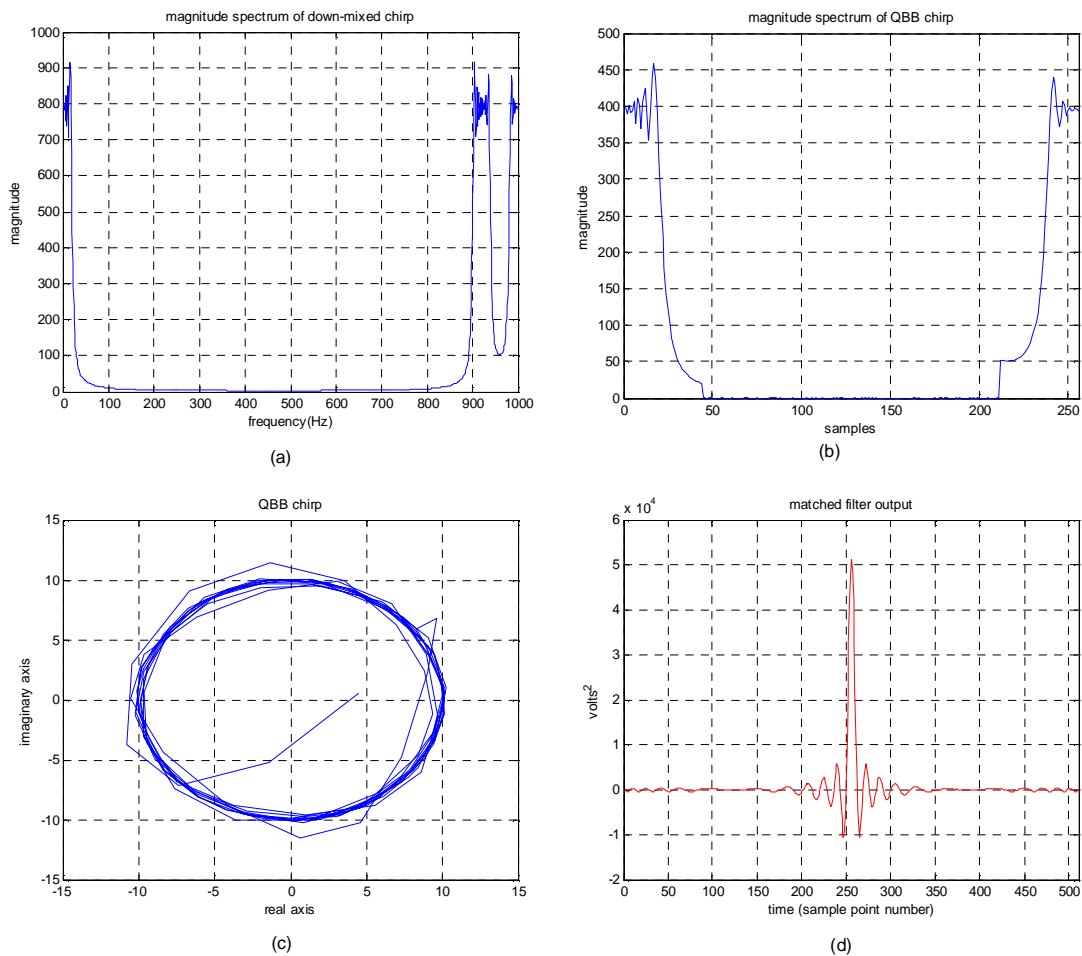 magnitude spectrum of down-mixed chirp
1000
900
800
700
600
500
400
300
200
100
0
magnitude
0 100 200 300 400 500 600 700 800 900 1000
frequency(Hz)
(a)
magnitude spectrum of QBB chirp
500
450
400
350
300
250
200
150
100
50
0
magnitude
0 50 100 150 200 250
samples
(b)
QBB chirp
15
10
5
0
-5
-10
-15
imaginary axis
-15 -10 -5 0 5 10 15
real axis
(c)
matched filter output
x 10⁴
6
5
4
3
2
1
0
-1
-2
volts²
0 50 100 150 200 250 300 350 400 450 500
time (sample point number)
(d)